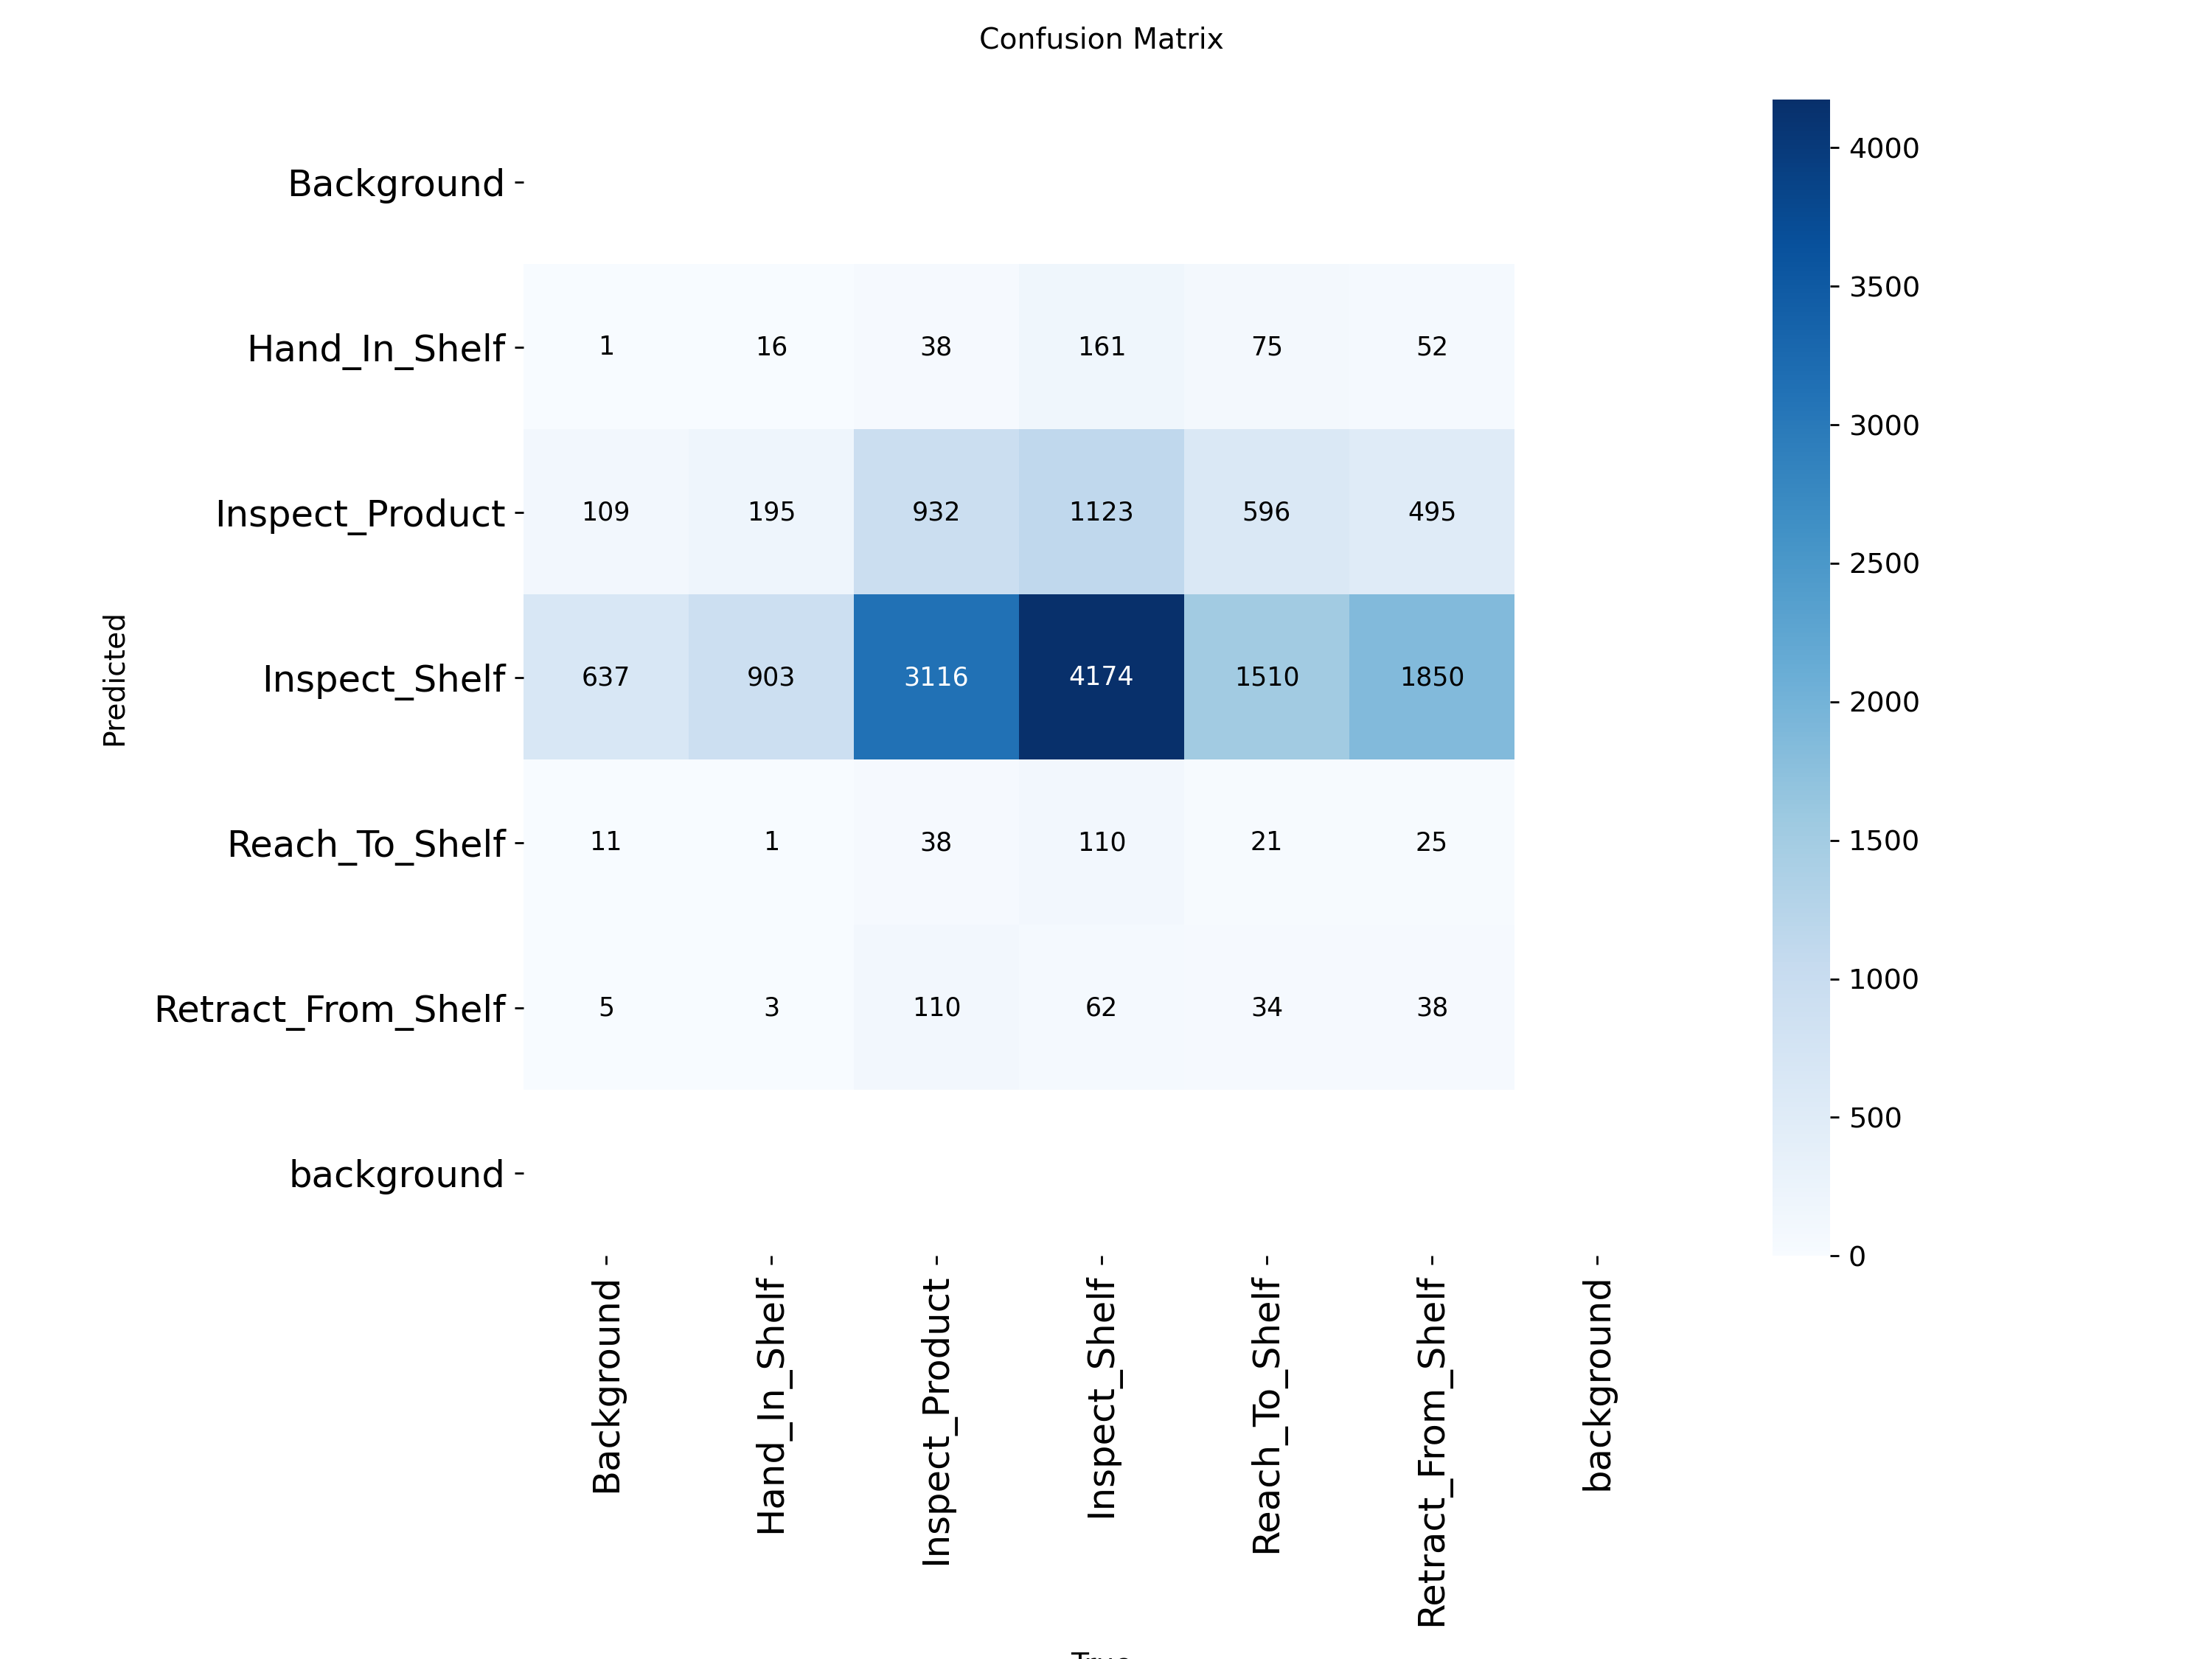 Confusion Matrix
Background
Hand_In_Shelf 1 16 38 161 75 52
Inspect_Product 109 195 932 1123 596 495
Inspect_Shelf 637 903 3116 4174 1510 1850
Reach_To_Shelf 11 1 38 110 21 25
Retract_From_Shelf 5 3 110 62 34 38
background
Predicted
Background
Hand_In_Shelf
Inspect_Product
Inspect_Shelf
Reach_To_Shelf
Retract_From_Shelf
background
True
4000
3500
3000
2500
2000
1500
1000
500
0